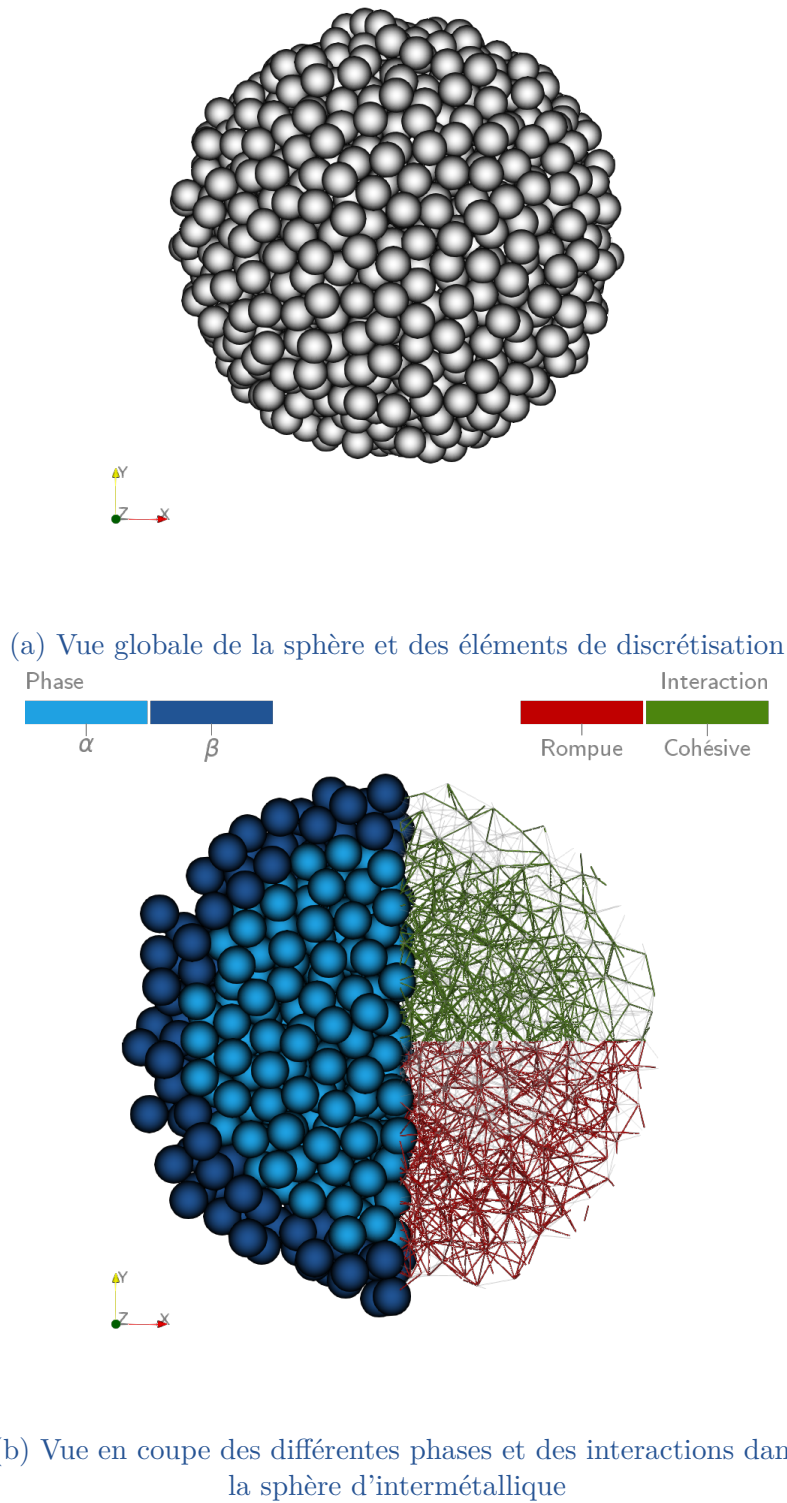 Y
Z X
(a) Vue globale de la sphère et des éléments de discrétisation
Phase Interaction
α β Rompue Cohésive
Y
Z X
b) Vue en coupe des différentes phases et des interactions dan
la sphère d'intermétallique